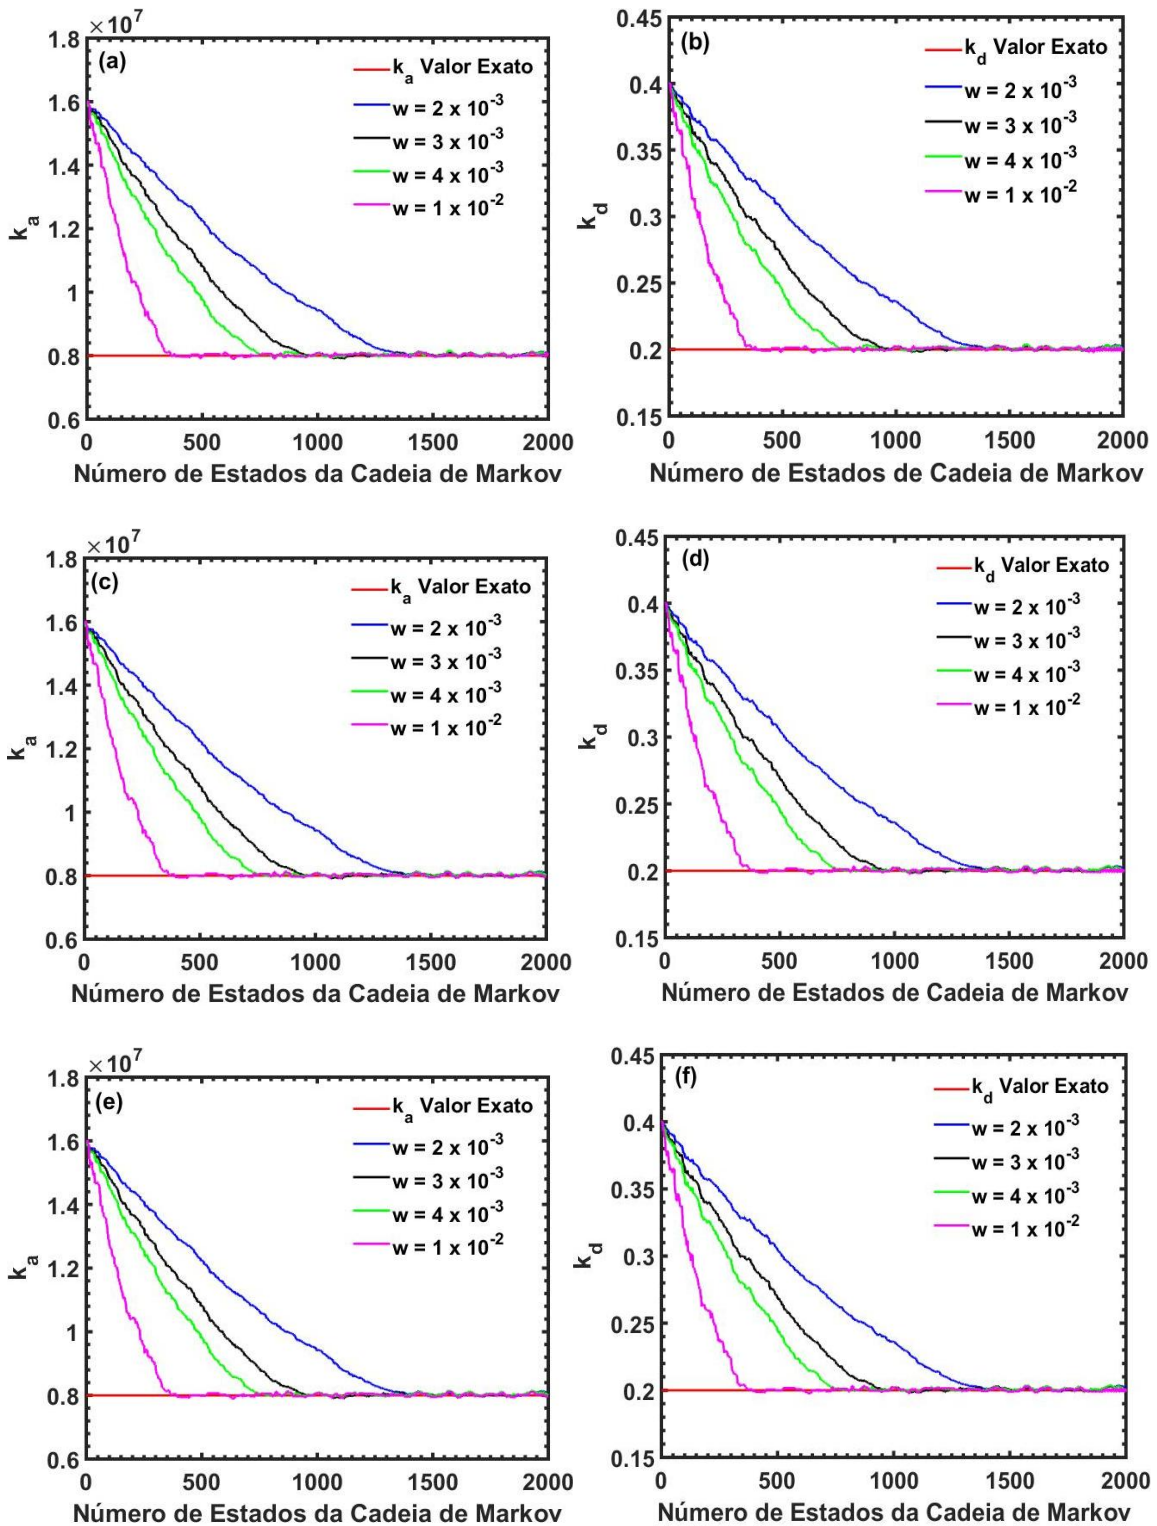 ×10^7
(a)
k_a Valor Exato
w = 2 x 10^-3
w = 3 x 10^-3
w = 4 x 10^-3
w = 1 x 10^-2
1.8
1.6
1.4
1.2
1
0.8
0.6
k_a
0 500 1000 1500 2000
Número de Estados da Cadeia de Markov
(b)
k_d Valor Exato
w = 2 x 10^-3
w = 3 x 10^-3
w = 4 x 10^-3
w = 1 x 10^-2
0.45
0.4
0.35
0.3
0.25
0.2
0.15
k_d
0 500 1000 1500 2000
Número de Estados de Cadeia de Markov
×10^7
(c)
k_a Valor Exato
w = 2 x 10^-3
w = 3 x 10^-3
w = 4 x 10^-3
w = 1 x 10^-2
1.8
1.6
1.4
1.2
1
0.8
0.6
k_a
0 500 1000 1500 2000
Número de Estados da Cadeia de Markov
(d)
k_d Valor Exato
w = 2 x 10^-3
w = 3 x 10^-3
w = 4 x 10^-3
w = 1 x 10^-2
0.45
0.4
0.35
0.3
0.25
0.2
0.15
k_d
0 500 1000 1500 2000
Número de Estados de Cadeia de Markov
×10^7
(e)
k_a Valor Exato
w = 2 x 10^-3
w = 3 x 10^-3
w = 4 x 10^-3
w = 1 x 10^-2
1.8
1.6
1.4
1.2
1
0.8
0.6
k_a
0 500 1000 1500 2000
Número de Estados da Cadeia de Markov
(f)
k_d Valor Exato
w = 2 x 10^-3
w = 3 x 10^-3
w = 4 x 10^-3
w = 1 x 10^-2
0.45
0.4
0.35
0.3
0.25
0.2
0.15
k_d
0 500 1000 1500 2000
Número de Estados da Cadeia de Markov